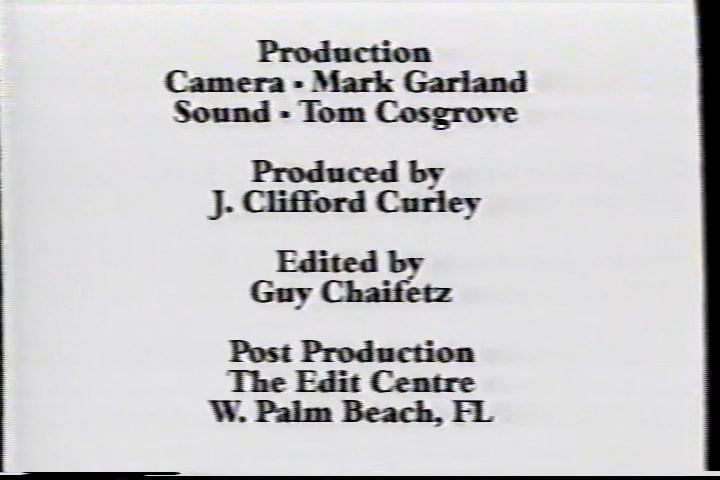 Production
Camera - Mark Garland
Sound - Tom Cosgrove
Produced by
J. Clifford Curley
Edited by
Guy Chaifetz
Post Production
The Edit Centre
W. Palm Beach, FL